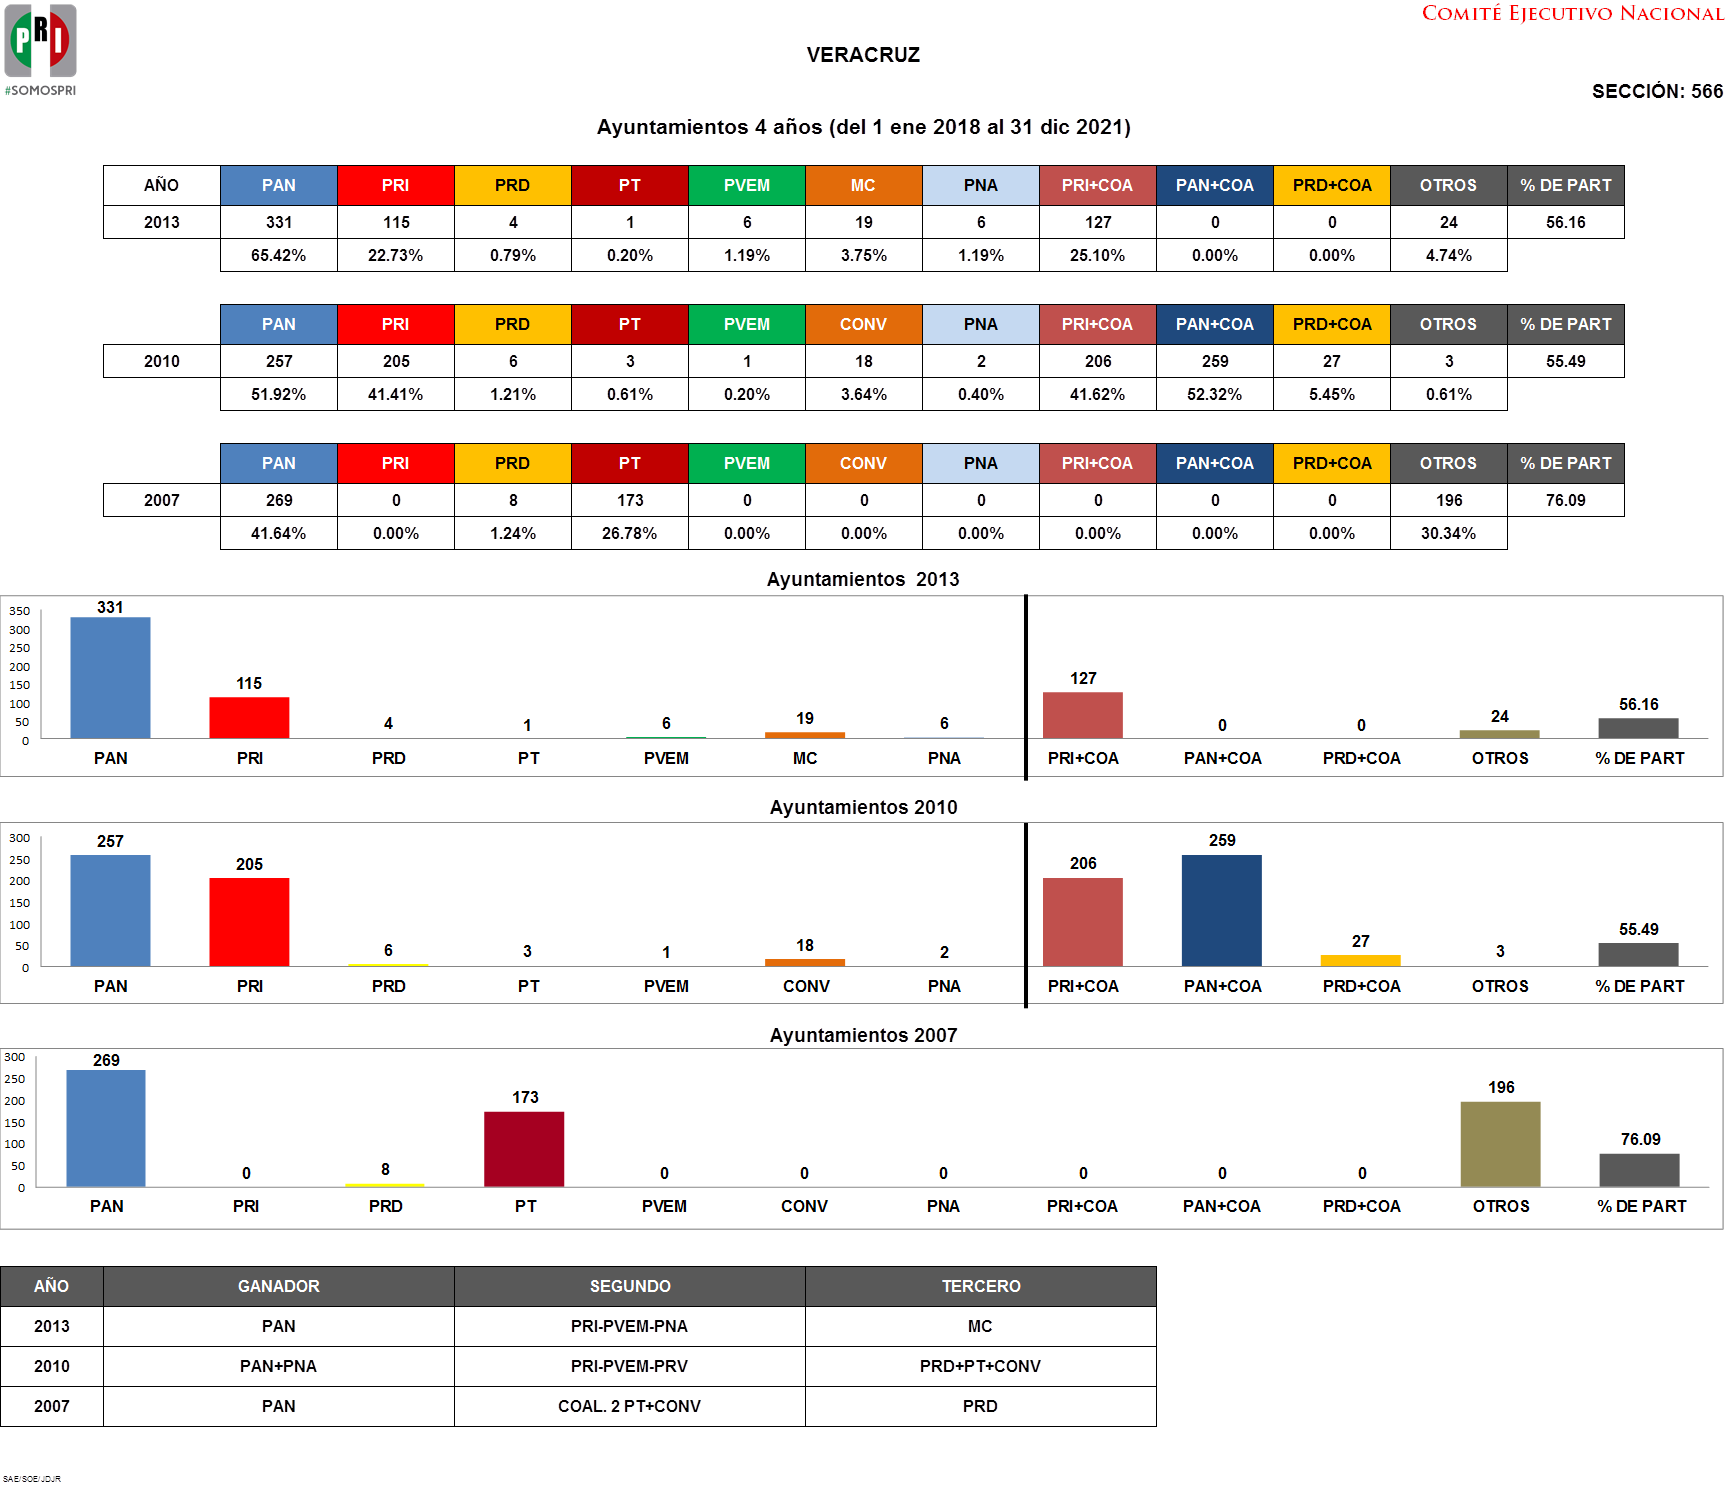 PRI
#SOMOSPRI
COMITÉ EJECUTIVO NACIONAL
VERACRUZ
SECCIÓN: 566
Ayuntamientos 4 años (del 1 ene 2018 al 31 dic 2021)
AÑO PAN PRI PRD PT PVEM MC PNA PRI+COA PAN+COA PRD+COA OTROS % DE PART
2013 331 115 4 1 6 19 6 127 0 0 24 56.16
65.42% 22.73% 0.79% 0.20% 1.19% 3.75% 1.19% 25.10% 0.00% 0.00% 4.74%
PAN PRI PRD PT PVEM CONV PNA PRI+COA PAN+COA PRD+COA OTROS % DE PART
2010 257 205 6 3 1 18 2 206 259 27 3 55.49
51.92% 41.41% 1.21% 0.61% 0.20% 3.64% 0.40% 41.62% 52.32% 5.45% 0.61%
PAN PRI PRD PT PVEM CONV PNA PRI+COA PAN+COA PRD+COA OTROS % DE PART
2007 269 0 8 173 0 0 0 0 0 0 196 76.09
41.64% 0.00% 1.24% 26.78% 0.00% 0.00% 0.00% 0.00% 0.00% 0.00% 30.34%
Ayuntamientos 2013
350
300
250
200
150
100
50
0
331 115 4 1 6 19 6 127 0 0 24 56.16
PAN PRI PRD PT PVEM MC PNA PRI+COA PAN+COA PRD+COA OTROS % DE PART
Ayuntamientos 2010
300
250
200
150
100
50
0
257 205 6 3 1 18 2 206 259 27 3 55.49
PAN PRI PRD PT PVEM CONV PNA PRI+COA PAN+COA PRD+COA OTROS % DE PART
Ayuntamientos 2007
300
250
200
150
100
50
0
269 0 8 173 0 0 0 0 0 0 196 76.09
PAN PRI PRD PT PVEM CONV PNA PRI+COA PAN+COA PRD+COA OTROS % DE PART
AÑO GANADOR SEGUNDO TERCERO
2013 PAN PRI-PVEM-PNA MC
2010 PAN+PNA PRI-PVEM-PRV PRD+PT+CONV
2007 PAN COAL. 2 PT+CONV PRD
SAE/SOE/JDJR